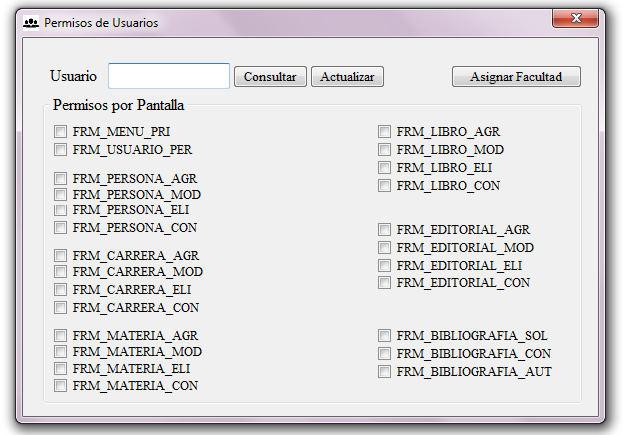 Permisos de Usuarios
Usuario Consultar Actualizar Asignar Facultad
Permisos por Pantalla
FRM_MENU_PRI
FRM_USUARIO_PER
FRM_PERSONA_AGR
FRM_PERSONA_MOD
FRM_PERSONA_ELI
FRM_PERSONA_CON
FRM_CARRERA_AGR
FRM_CARRERA_MOD
FRM_CARRERA_ELI
FRM_CARRERA_CON
FRM_MATERIA_AGR
FRM_MATERIA_MOD
FRM_MATERIA_ELI
FRM_MATERIA_CON
FRM_LIBRO_AGR
FRM_LIBRO_MOD
FRM_LIBRO_ELI
FRM_LIBRO_CON
FRM_EDITORIAL_AGR
FRM_EDITORIAL_MOD
FRM_EDITORIAL_ELI
FRM_EDITORIAL_CON
FRM_BIBLIOGRAFIA_SOL
FRM_BIBLIOGRAFIA_CON
FRM_BIBLIOGRAFIA_AUT